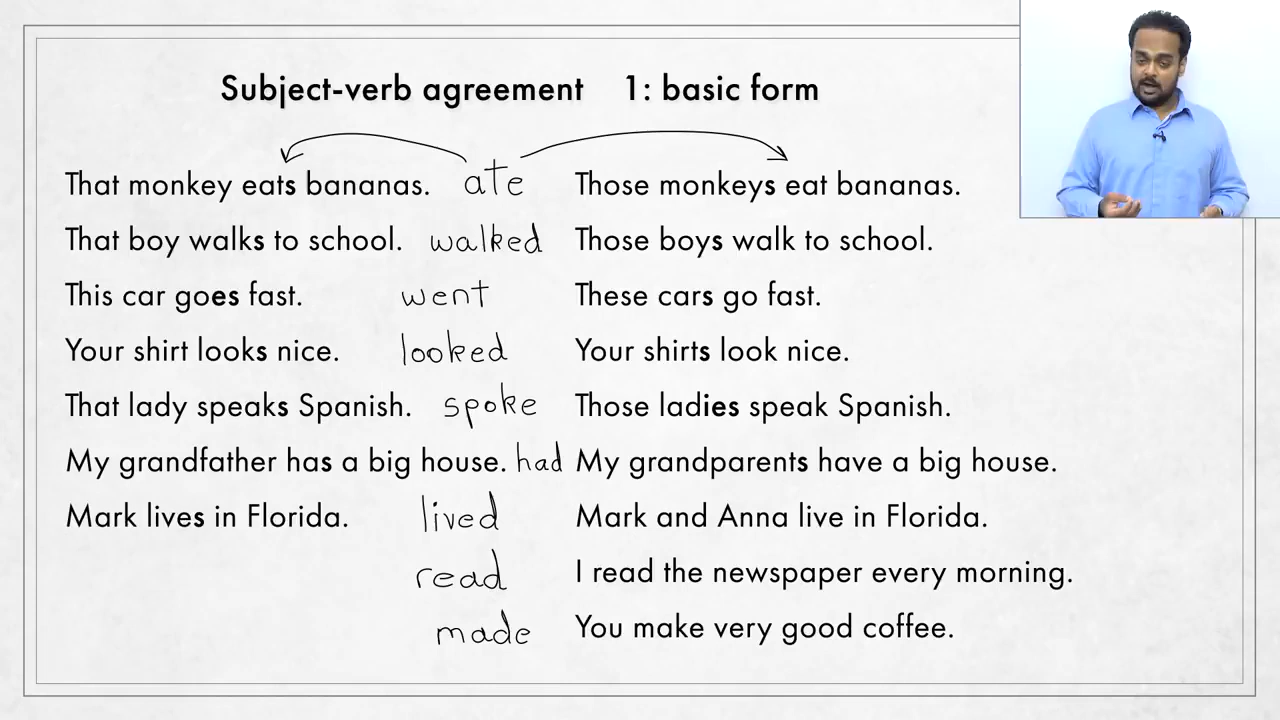 Subject-verb agreement 1: basic form
That monkey eats bananas. ate Those monkeys eat bananas.
That boy walks to school. walked Those boys walk to school.
This car goes fast. went These cars go fast.
Your shirt looks nice. looked Your shirts look nice.
That lady speaks Spanish. spoke Those ladies speak Spanish.
My grandfather has a big house. had My grandparents have a big house.
Mark lives in Florida. lived Mark and Anna live in Florida.
read I read the newspaper every morning.
made You make very good coffee.